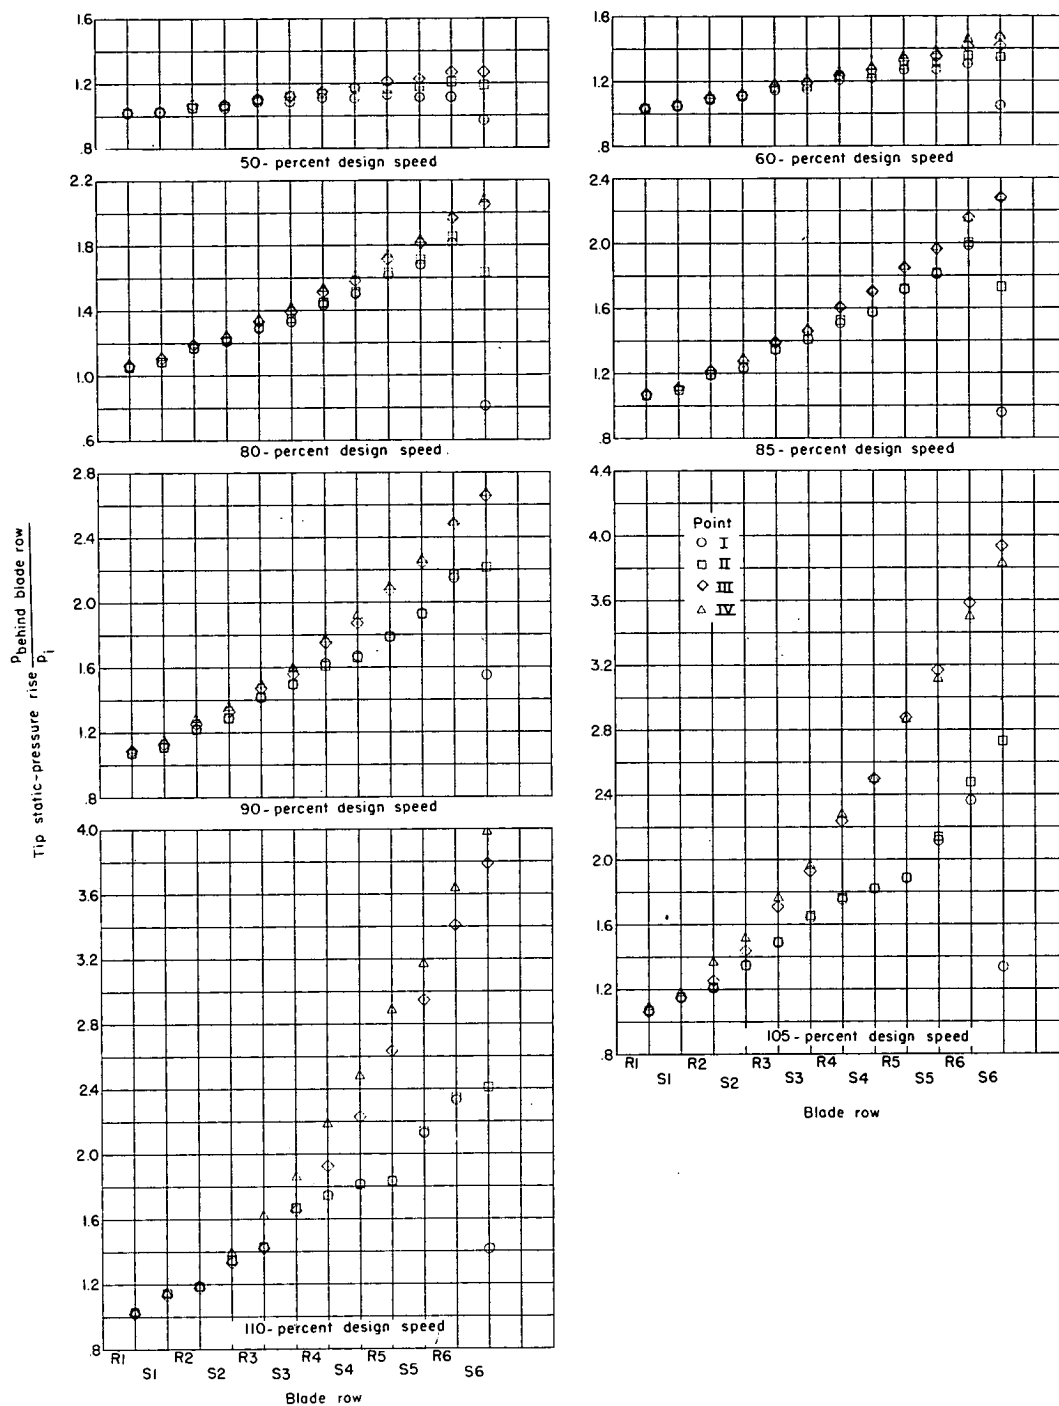 1.6
1.2
.8
50- percent design speed
1.6
1.2
.8
60- percent design speed
2.2
1.8
1.4
1.0
.6
80- percent design speed.
2.4
2.0
1.6
1.2
.8
85- percent design speed
2.8
2.4
2.0
1.6
1.2
.8
90- percent design speed
4.4
4.0
3.6
3.2
2.8
2.4
2.0
1.6
1.2
.8
Point
I
II
III
IV
105- percent design speed
R1 R2 R3 R4 R5 R6
S1 S2 S3 S4 S5 S6
Blade row
Tip static-pressure rise p behind blade row
p i
4.0
3.6
3.2
2.8
2.4
2.0
1.6
1.2
.8
110- percent design speed
R1 R2 R3 R4 R5 R6
S1 S2 S3 S4 S5 S6
Blade row